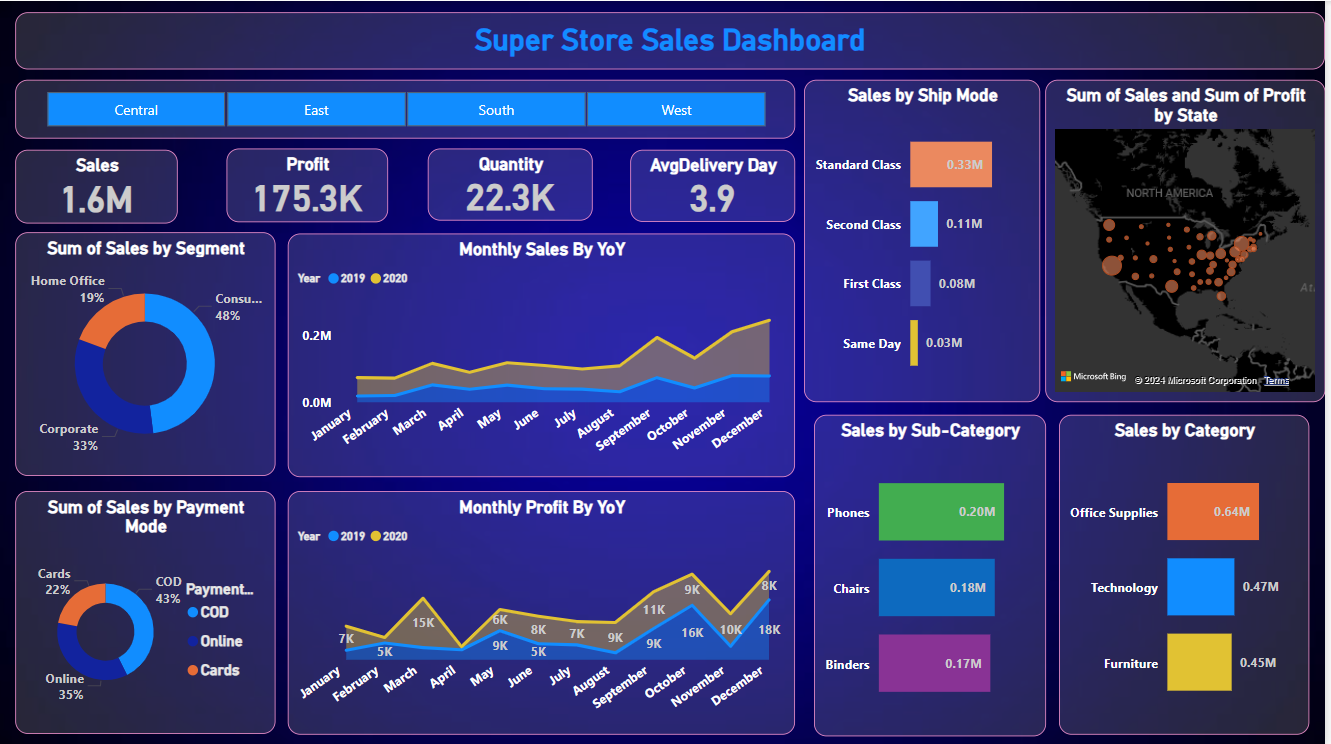 Super Store Sales Dashboard
Central
East
South
West
Sales
1.6M
Profit
175.3K
Quantity
22.3K
AvgDelivery Day
3.9
Sales by Ship Mode
Standard Class 0.33M
Second Class 0.11M
First Class 0.08M
Same Day 0.03M
Sum of Sales and Sum of Profit
by State
NORTH AMERICA
At
Microsoft Bing
© 2024 Microsoft Corporation Terms
Sum of Sales by Segment
Home Office
19%
Consu...
48%
Corporate
33%
Monthly Sales By YoY
Year 2019 2020
0.2M
0.0M
January
February
March
April
May
June
July
August
September
October
November
December
Sum of Sales by Payment
Mode
Cards
22%
COD
43%
Online
35%
Payment...
COD
Online
Cards
Monthly Profit By YoY
Year 2019 2020
7K
5K
15K
6K
9K
8K
5K
7K
9K
11K
9K
9K
16K
10K
8K
18K
January
February
March
April
May
June
July
August
September
October
November
December
Sales by Sub-Category
Phones 0.20M
Chairs 0.18M
Binders 0.17M
Sales by Category
Office Supplies 0.64M
Technology 0.47M
Furniture 0.45M